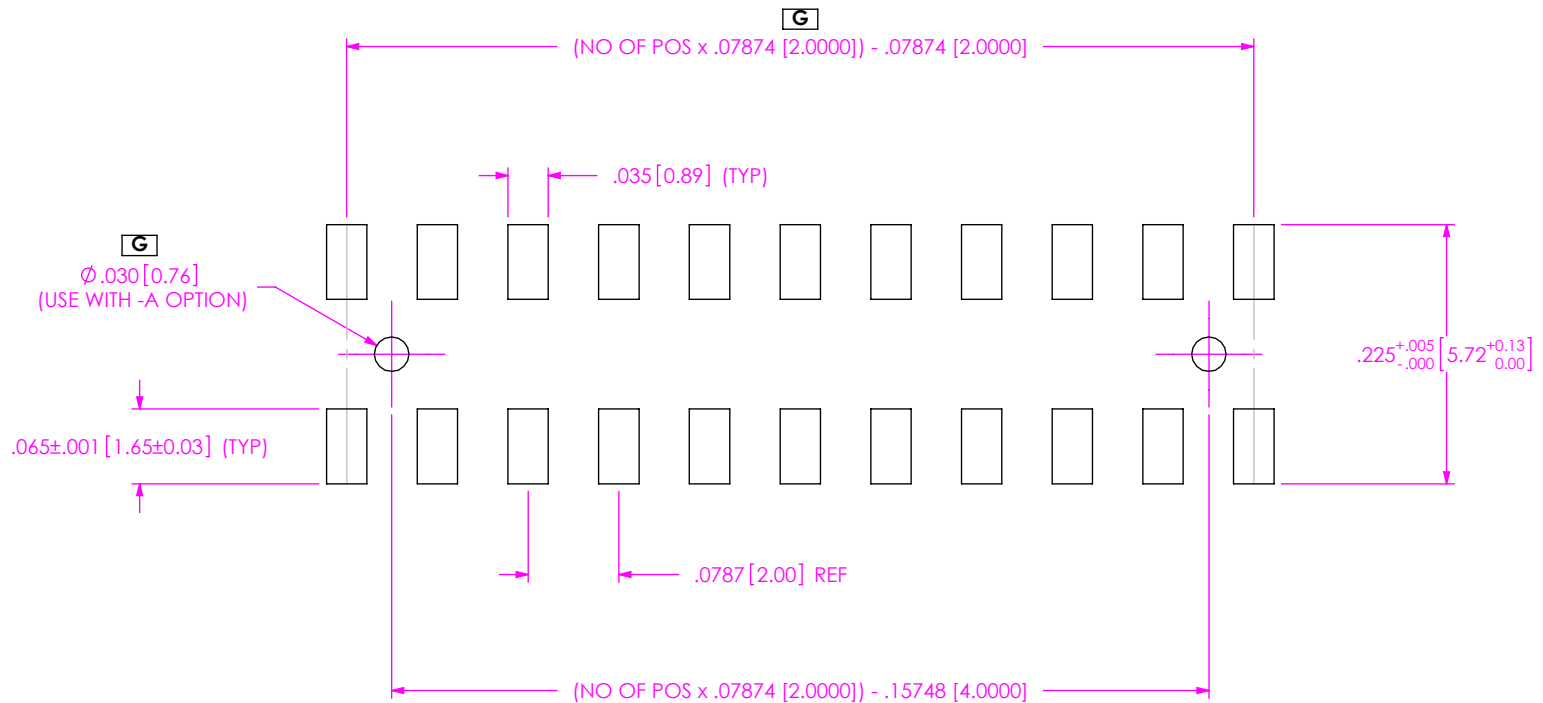 G
(NO OF POS x .07874 [2.0000]) - .07874 [2.0000]
.035[0.89] (TYP)
G
Ø.030[0.76]
(USE WITH -A OPTION)
.225+.005 -.000[5.72+0.13 0.00]
.065±.001[1.65±0.03] (TYP)
.0787[2.00] REF
(NO OF POS x .07874 [2.0000]) - .15748 [4.0000]